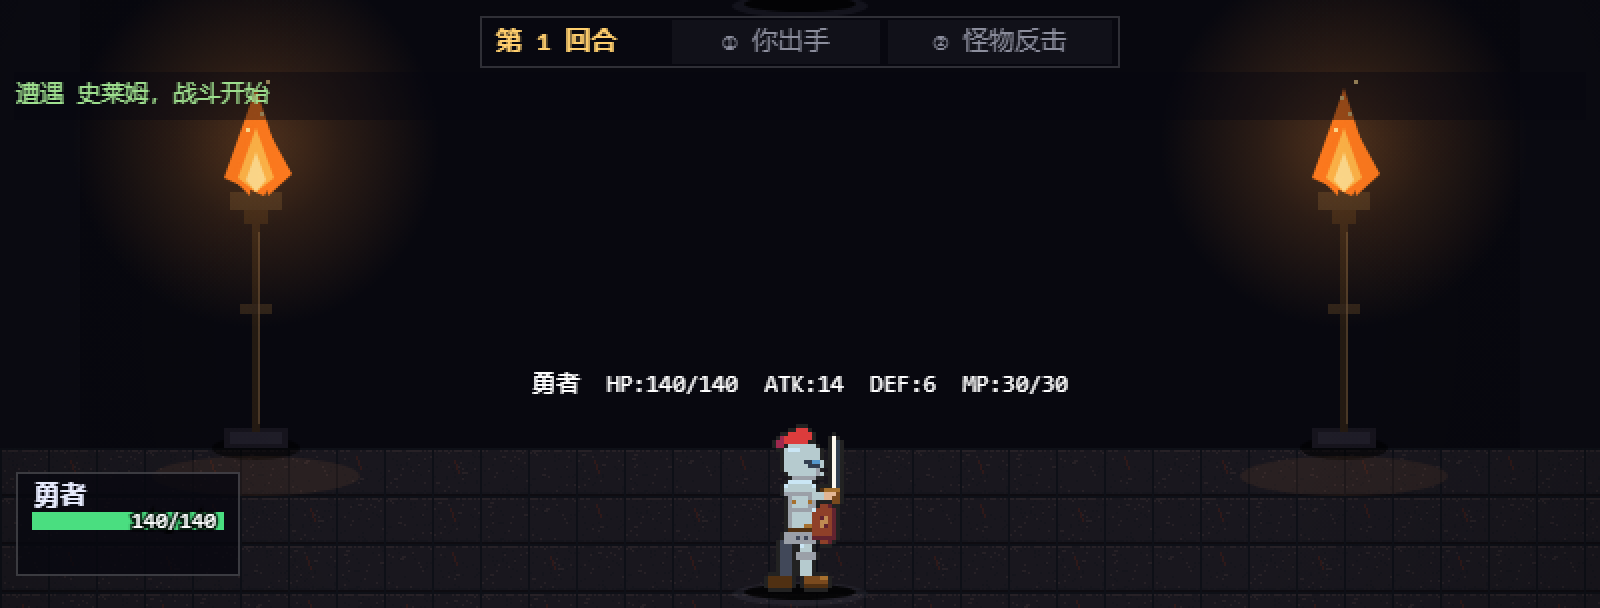 第 1 回合 ① 你出手 ② 怪物反击
遭遇 史莱姆, 战斗开始
勇者 HP:140/140 ATK:14 DEF:6 MP:30/30
勇者
140/140